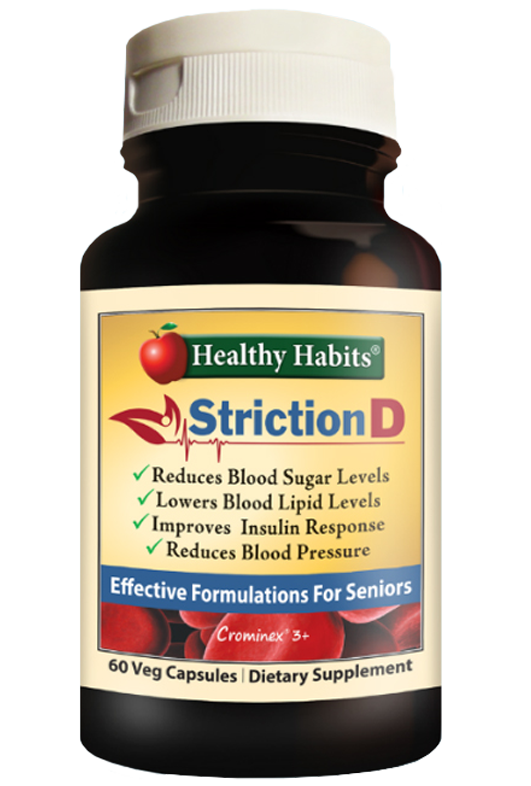 Healthy Habits®
Striction D
✓Reduces Blood Sugar Levels
✓Lowers Blood Lipid Levels
✓Improves Insulin Response
✓Reduces Blood Pressure
Effective Formulations For Seniors
Crominex® 3+
60 Veg Capsules | Dietary Supplement